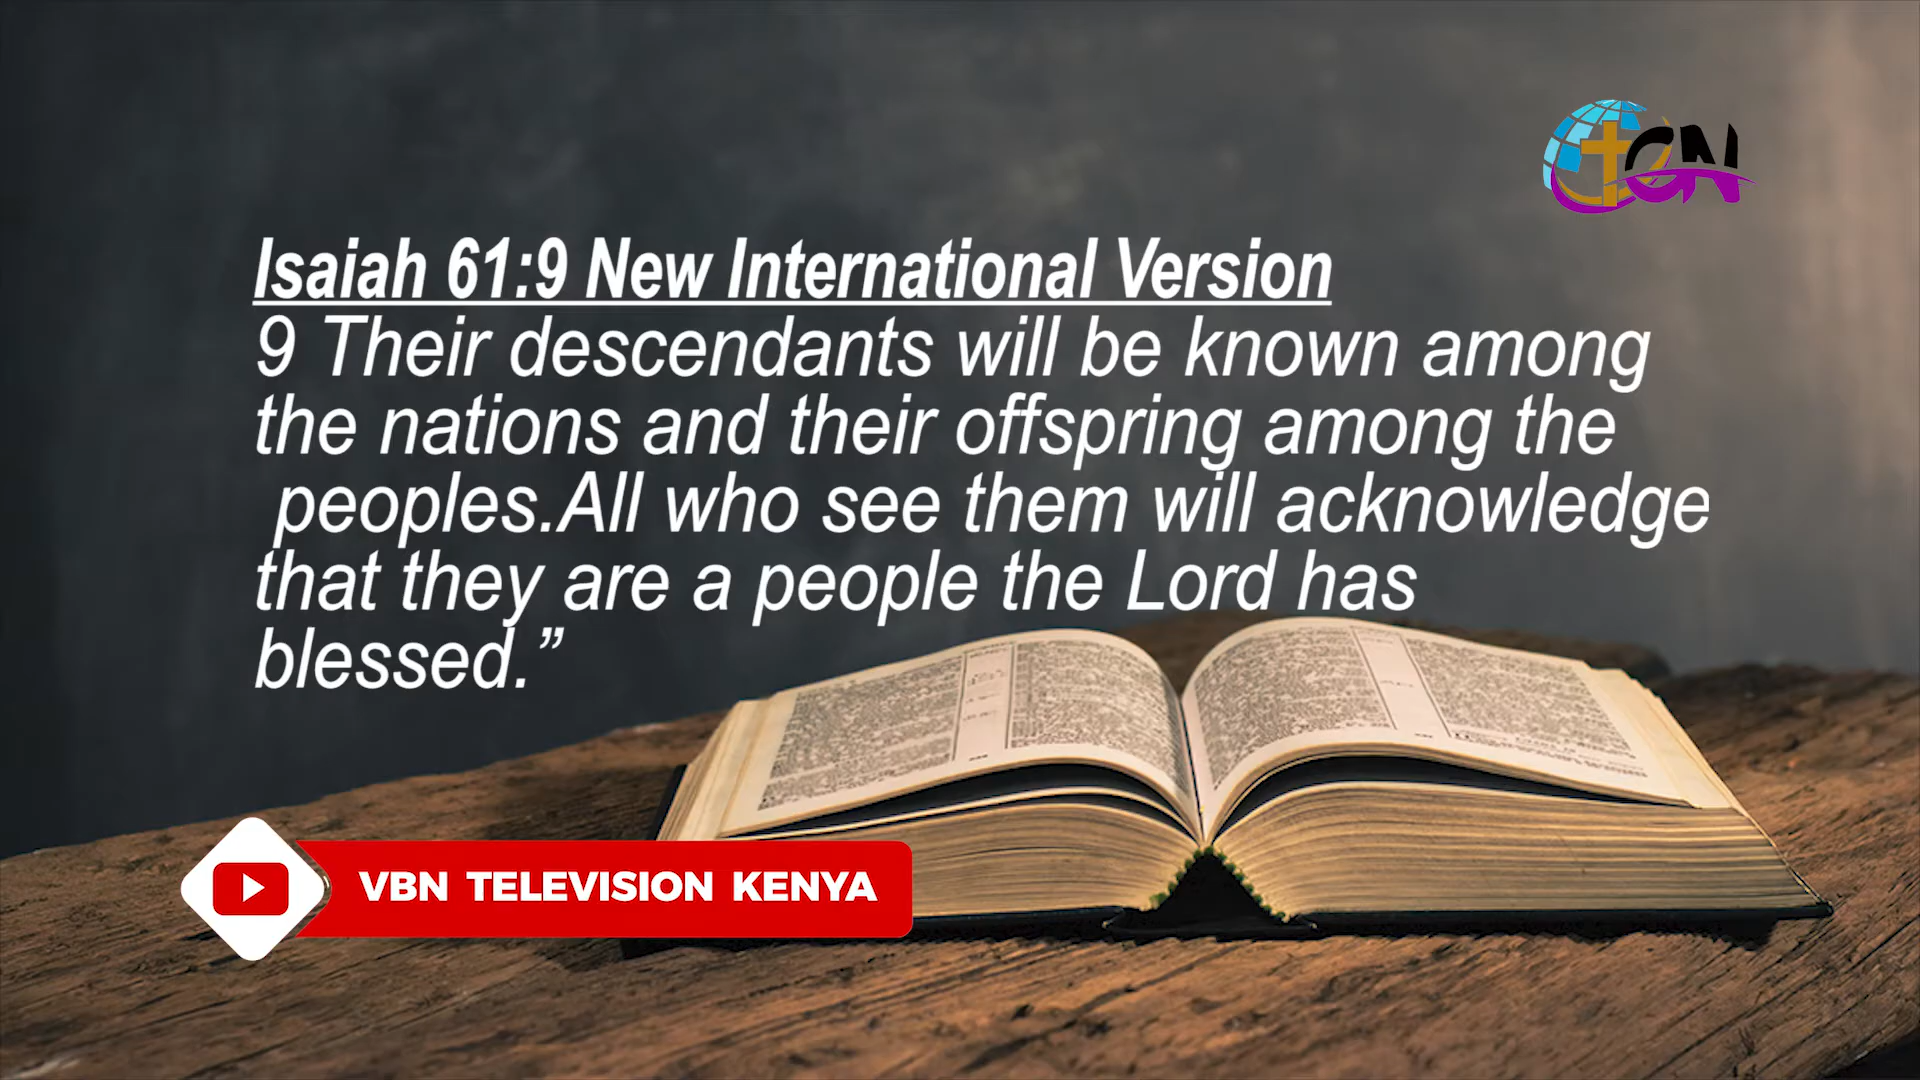 GN
Isaiah 61:9 New International Version
9 Their descendants will be known among
the nations and their offspring among the
peoples.All who see them will acknowledge
that they are a people the Lord has
blessed.”
VBN TELEVISION KENYA